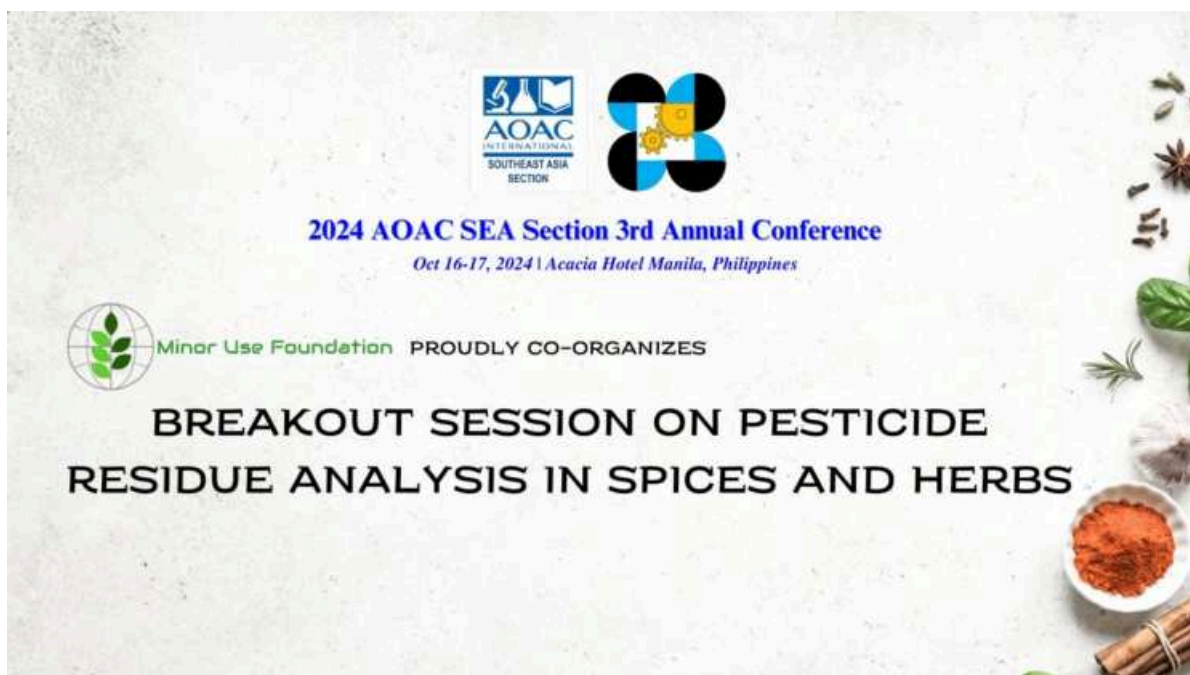 AOAC
INTERNATIONAL
SOUTHEAST ASIA
SECTION
2024 AOAC SEA Section 3rd Annual Conference
Oct 16-17, 2024 | Acacia Hotel Manila, Philippines
Minor Use Foundation PROUDLY CO-ORGANIZES
BREAKOUT SESSION ON PESTICIDE
RESIDUE ANALYSIS IN SPICES AND HERBS